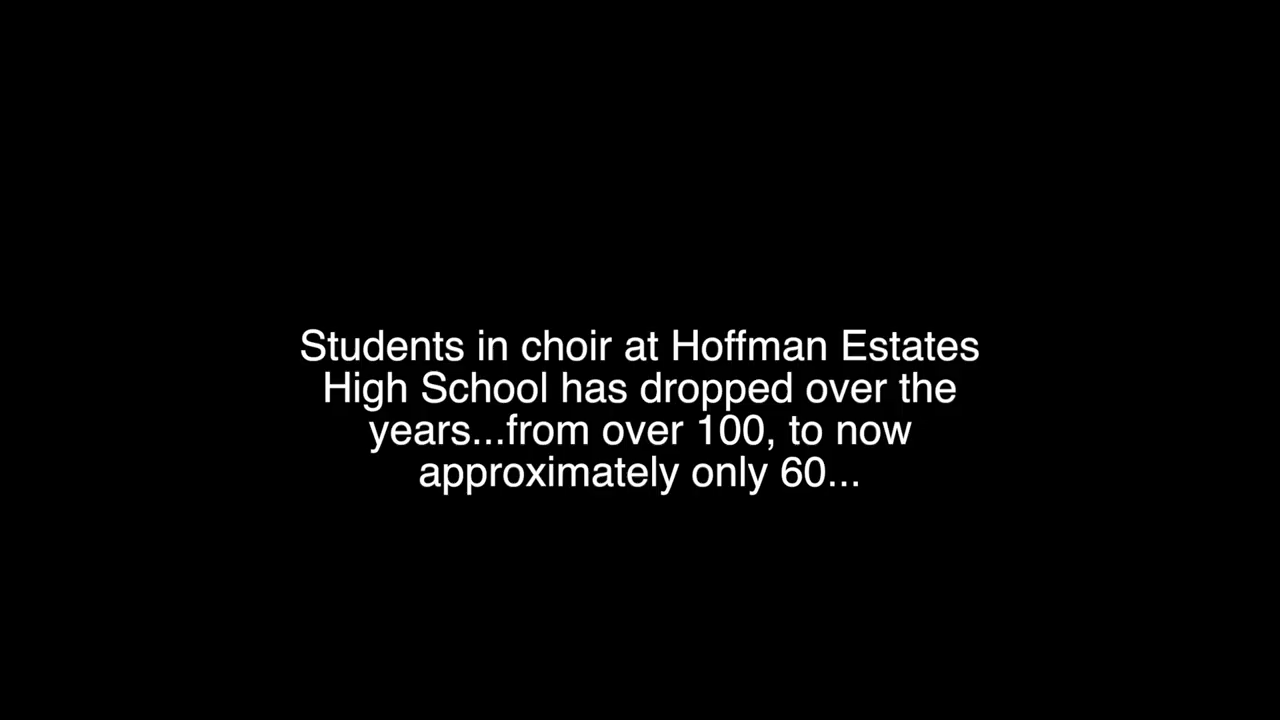 Students in choir at Hoffman Estates
High School has dropped over the
years...from over 100, to now
approximately only 60...